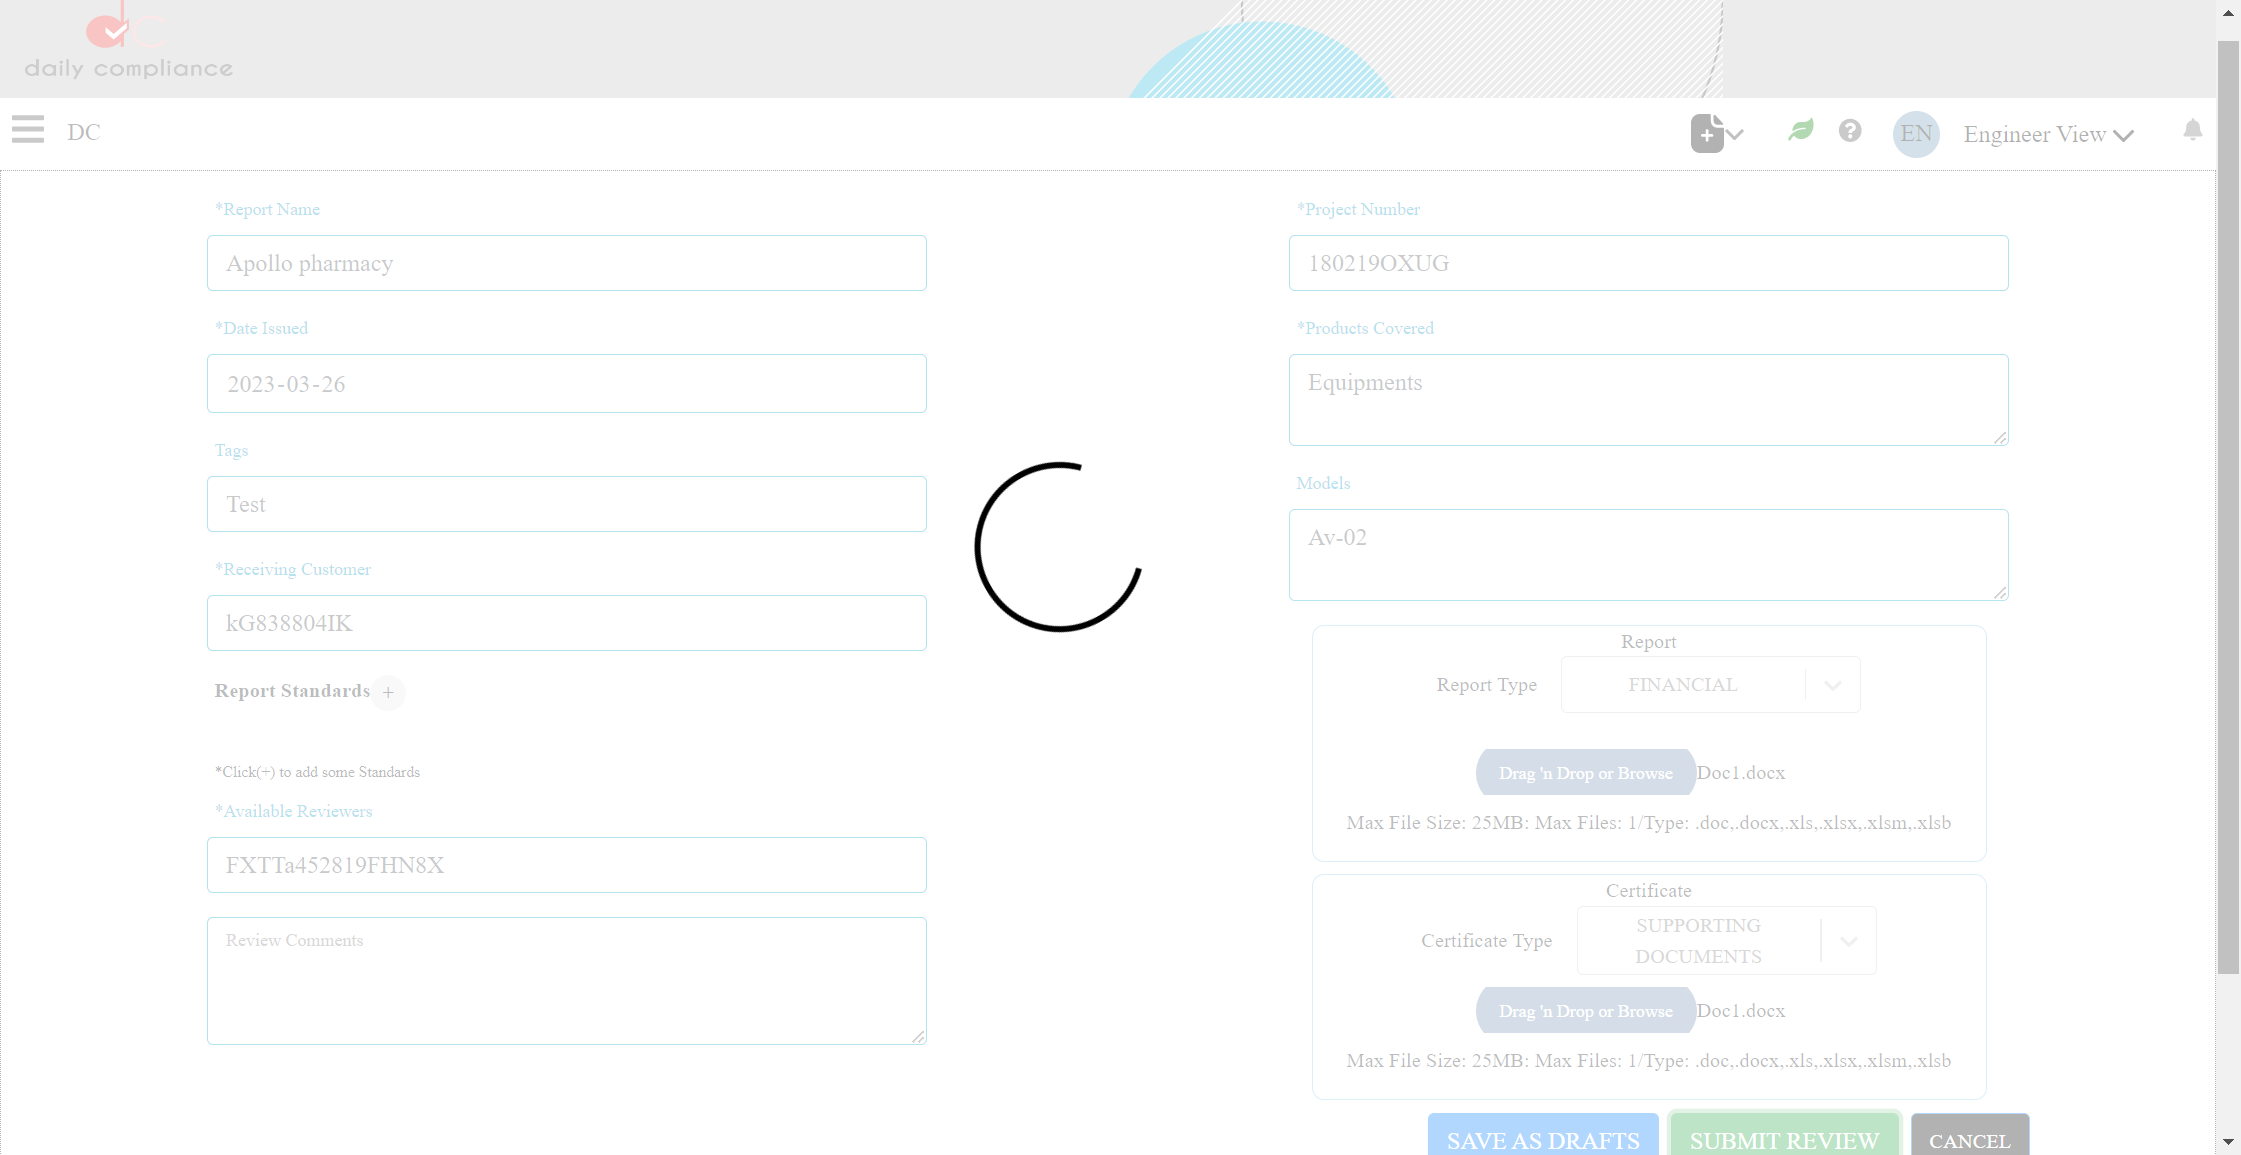 dc
daily compliance
DC
EN
Engineer View
*Report Name
Apollo pharmacy
*Date Issued
2023-03-26
Tags
Test
*Receiving Customer
kG838804IK
Report Standards +
*Click(+) to add some Standards
*Available Reviewers
FXTTa452819FHN8X
Review Comments
*Project Number
180219OXUG
*Products Covered
Equipments
Models
Av-02
Report
Report Type FINANCIAL
Drag 'n Drop or Browse Doc1.docx
Max File Size: 25MB: Max Files: 1/Type: .doc,.docx,.xls,.xlsx,.xlsm,.xlsb
Certificate
Certificate Type SUPPORTING
DOCUMENTS
Drag 'n Drop or Browse Doc1.docx
Max File Size: 25MB: Max Files: 1/Type: .doc,.docx,.xls,.xlsx,.xlsm,.xlsb
SAVE AS DRAFTS SUBMIT REVIEW CANCEL